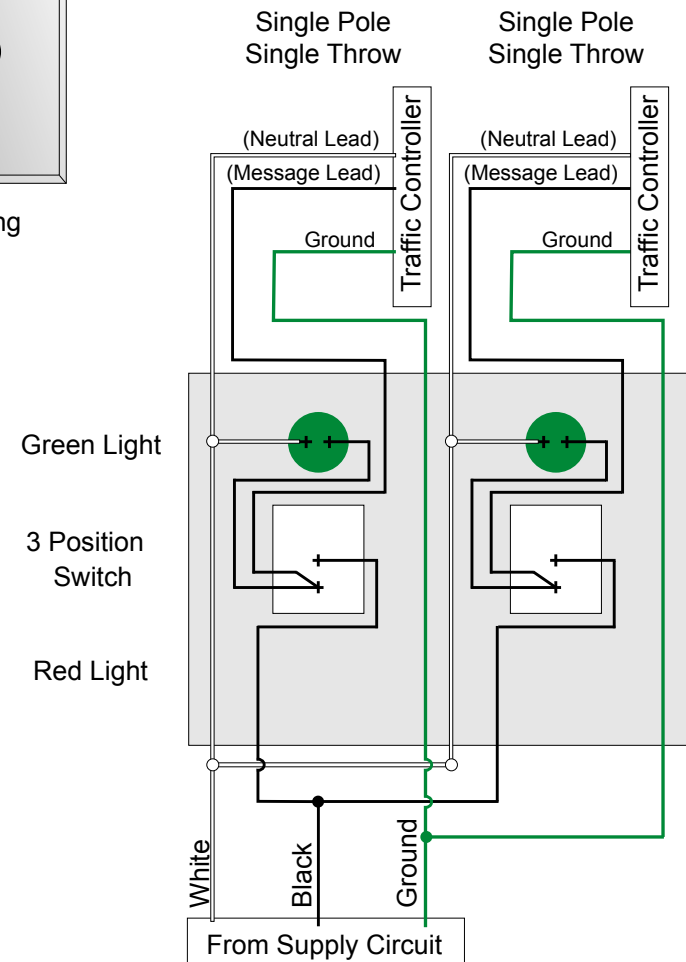 Single Pole
Single Throw
Single Pole
Single Throw
(Neutral Lead)
(Message Lead)
Ground
Traffic Controller
(Neutral Lead)
(Message Lead)
Ground
Traffic Controller
Green Light
3 Position
Switch
Red Light
White
Black
Ground
From Supply Circuit